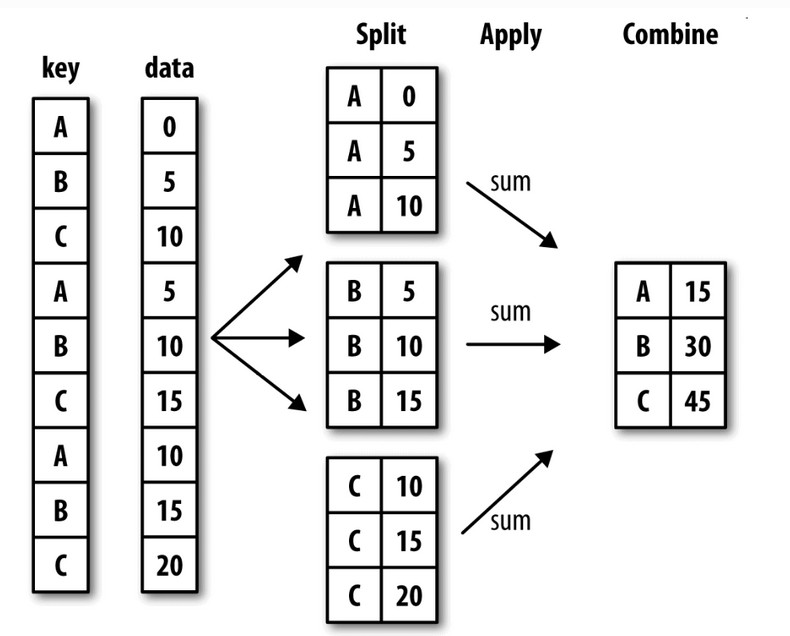 Split Apply Combine
key data
A 0
B 5
C 10
A 5
B 10
C 15
A 10
B 15
C 20
A 0
A 5
A 10
B 5
B 10
B 15
C 10
C 15
C 20
sum
sum
sum
A 15
B 30
C 45